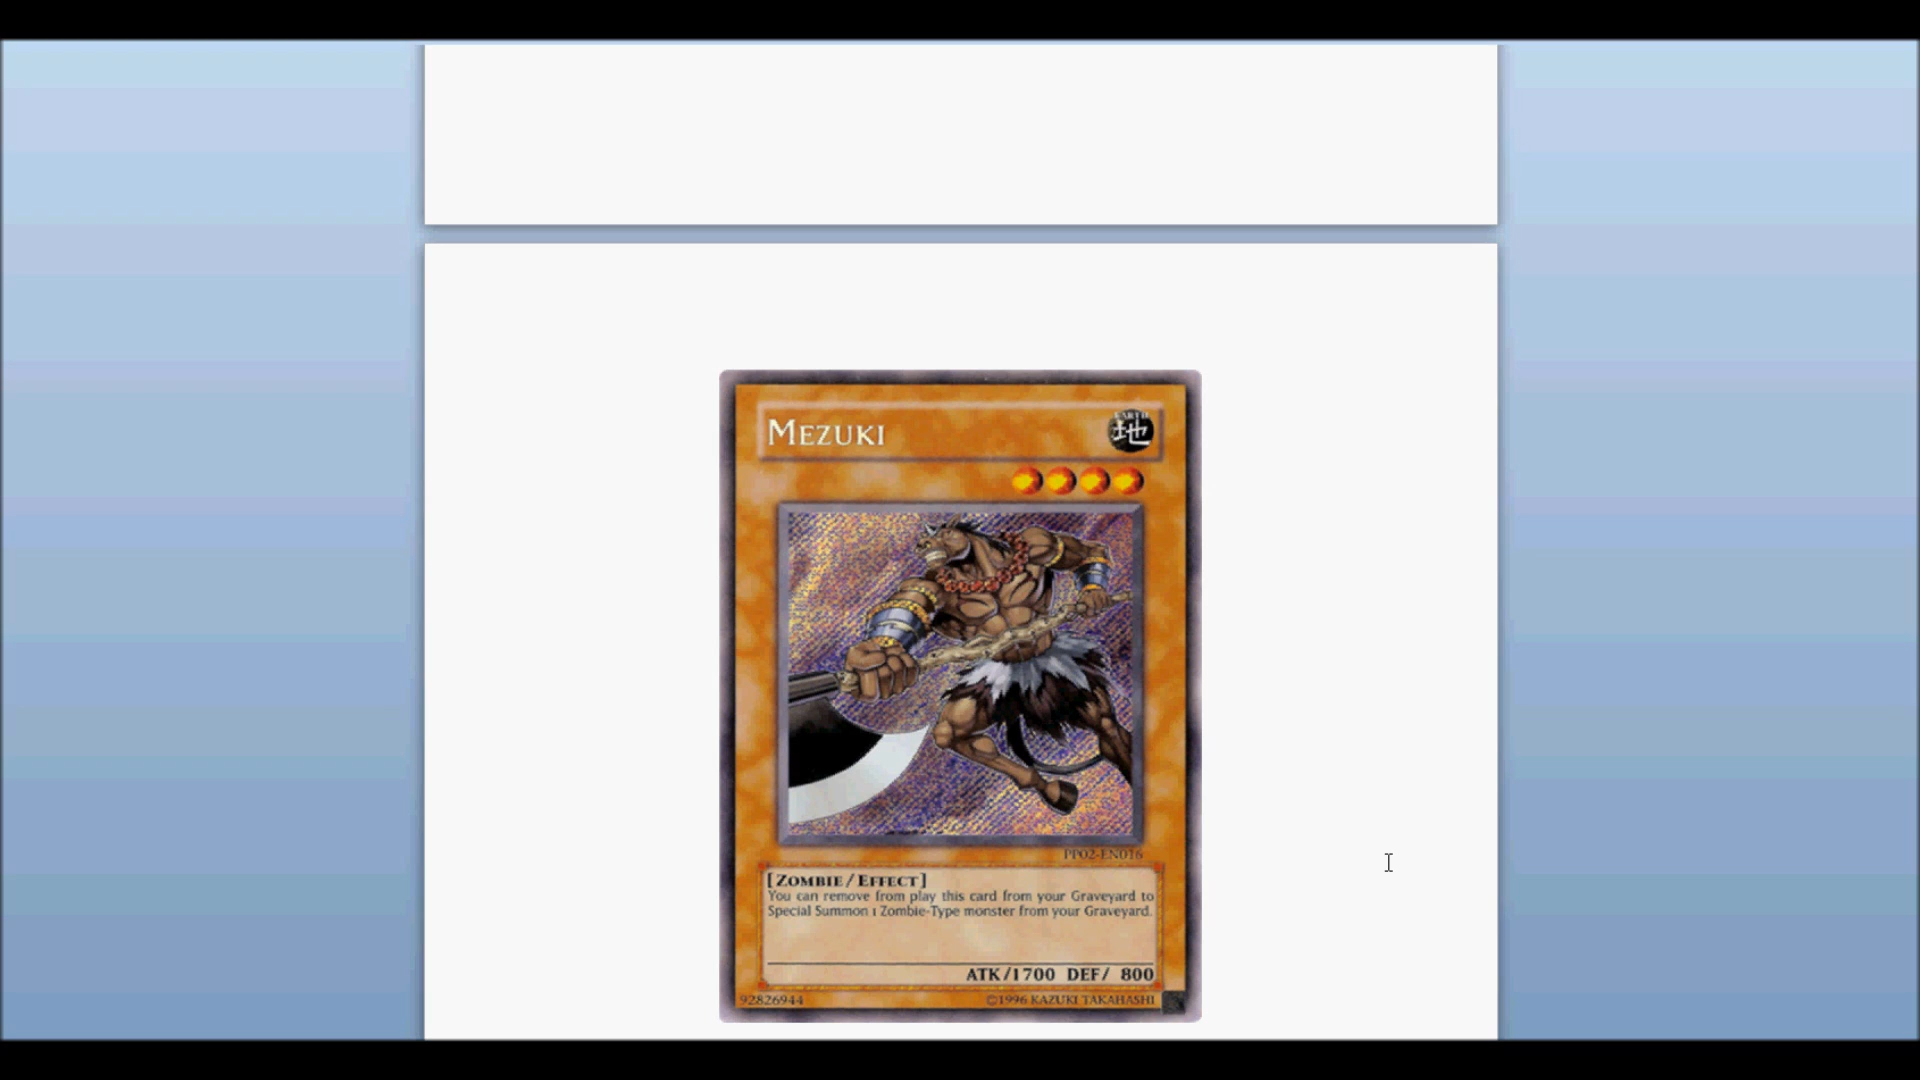 MEZUKI
EARTH
地
PP02-EN016
[ZOMBIE/EFFECT]
You can remove from play this card from your Graveyard to
Special Summon 1 Zombie-Type monster from your Graveyard.
ATK/1700 DEF/ 800
92826944
©1996 KAZUKI TAKAHASHI